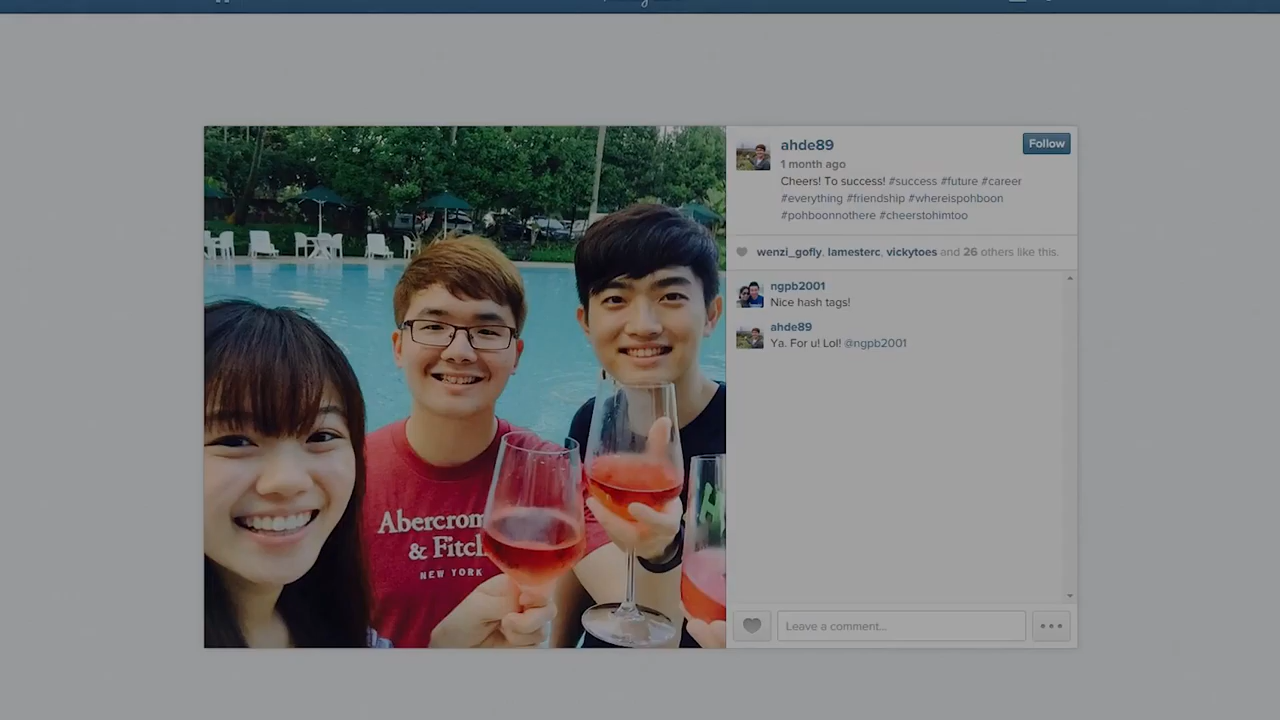 ahde89
Follow
1 month ago
Cheers! To success! #success #future #career
#everything #friendship #whereispohboon
#pohboonnothere #cheerstohimtoo
wenzi_gofly, lamesterc, vickytoes and 26 others like this.
ngpb2001
Nice hash tags!
ahde89
Ya. For u! Lol! @ngpb2001
Leave a comment...
Abercrom
& Fitch
NEW YORK